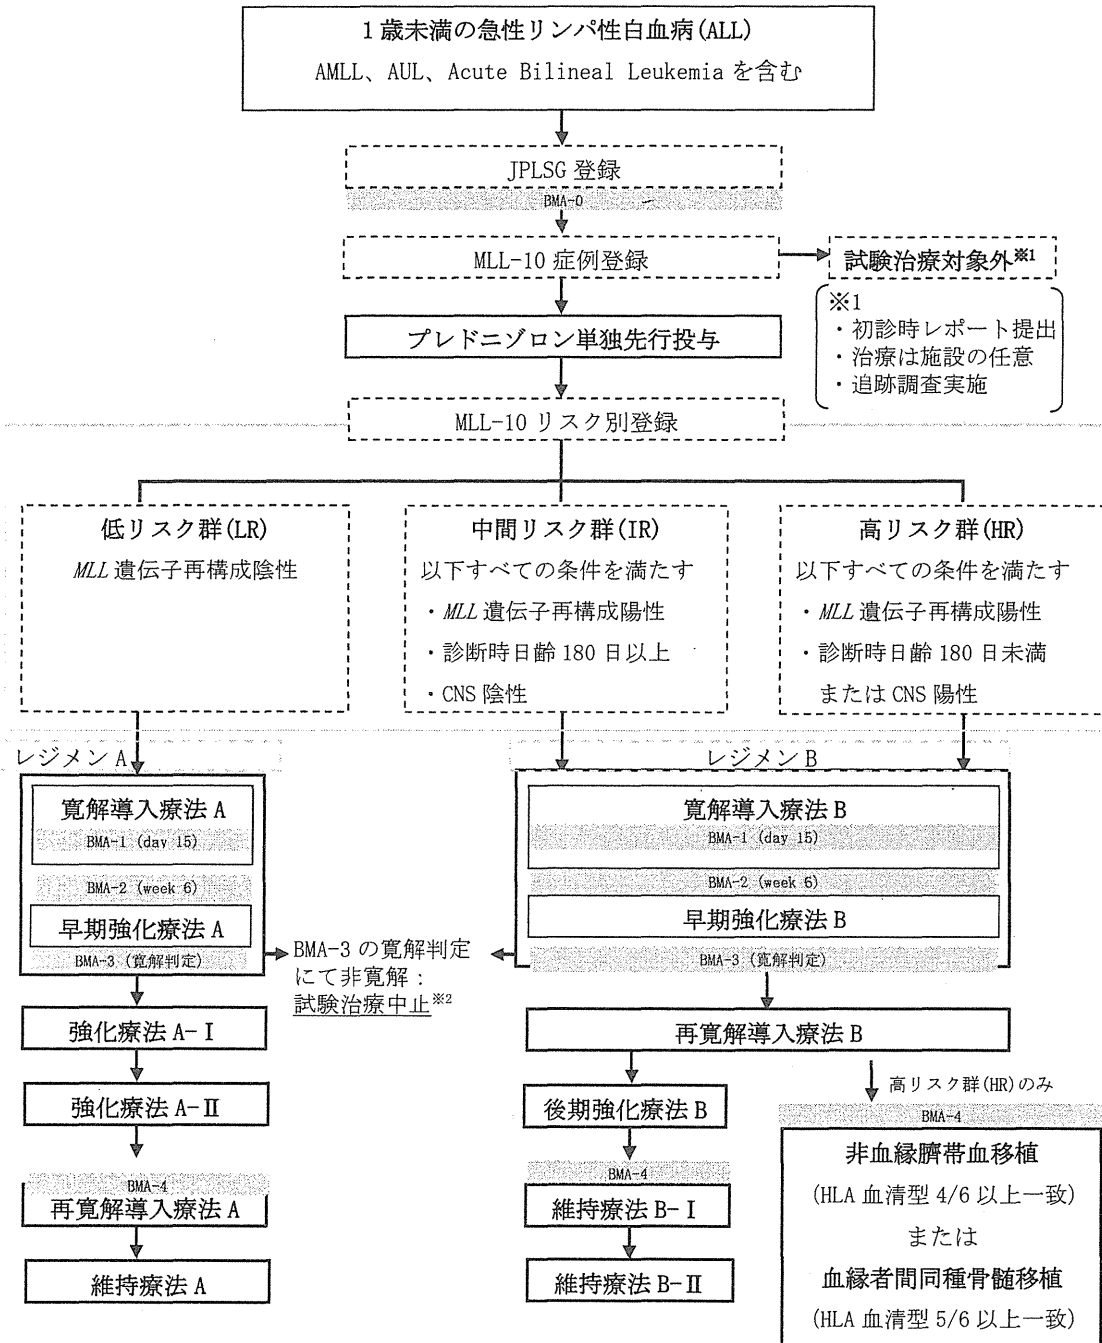 1歳未満の急性リンパ性白血病(ALL)
AMLL、AUL、Acute Bilineal Leukemiaを含む
JPLSG 登録
BMA-0
MLL-10 症例登録
試験治療対象外※1
※1
・初診時レポート提出
・治療は施設の任意
・追跡調査実施
プレドニゾロン単独先行投与
MLL-10 リスク別登録
低リスク群(LR)
MLL 遺伝子再構成陰性
中間リスク群(IR)
以下すべての条件を満たす
・MLL 遺伝子再構成陽性
・診断時日齢 180 日以上
・CNS 陰性
高リスク群(HR)
以下すべての条件を満たす
・MLL 遺伝子再構成陽性
・診断時日齢 180 日未満
またはCNS 陽性
レジメン A
寛解導入療法 A
BMA-1 (day 15)
BMA-2 (week 6)
早期強化療法 A
BMA-3 (寛解判定)
強化療法 A-Ⅰ
強化療法 A-Ⅱ
BMA-4
再寛解導入療法 A
維持療法 A
BMA-3 の寛解判定
にて非寛解：
試験治療中止※2
レジメン B
寛解導入療法 B
BMA-1 (day 15)
BMA-2 (week 6)
早期強化療法 B
BMA-3 (寛解判定)
再寛解導入療法 B
後期強化療法 B
BMA-4
維持療法 B-Ⅰ
維持療法 B-Ⅱ
高リスク群(HR)のみ
BMA-4
非血縁臍帯血移植
(HLA 血清型 4/6 以上一致)
または
血縁者間同種骨髄移植
(HLA 血清型 5/6 以上一致)